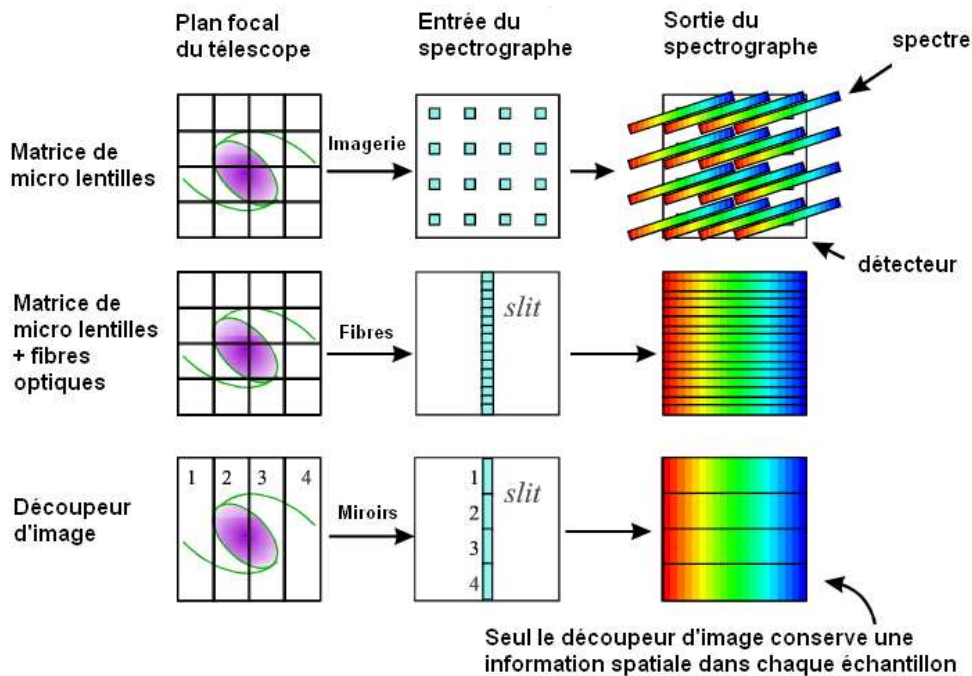 Plan focal
du télescope
Entrée du
spectrographe
Sortie du
spectrographe
spectre
Matrice de
micro lentilles
Imagerie
détecteur
Matrice de
micro lentilles
+ fibres
optiques
Fibres
slit
Découpeur
d'image
1 2 3 4
Miroirs
1
2
3
4
slit
Seul le découpeur d'image conserve une
information spatiale dans chaque échantillon